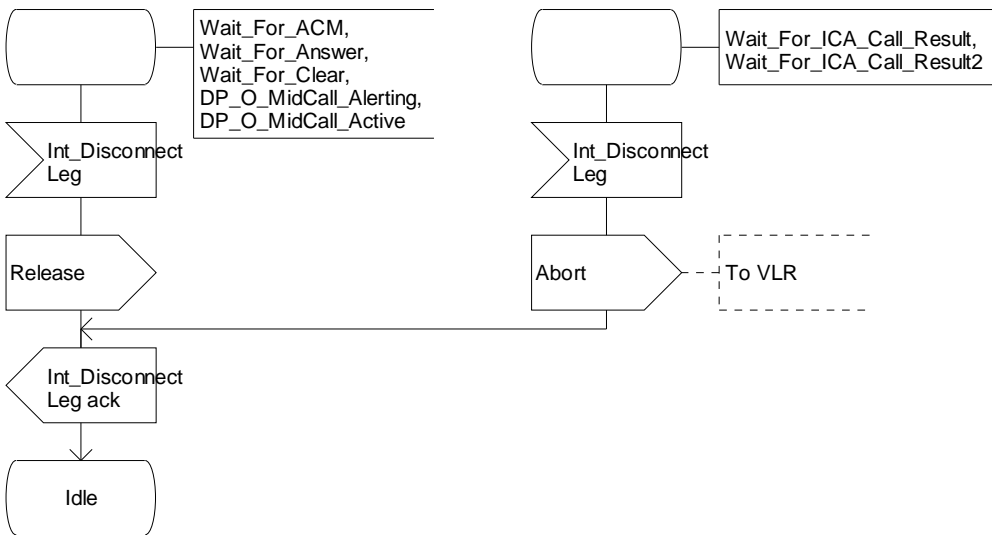 Wait_For_ACM,
Wait_For_Answer,
Wait_For_Clear,
DP_O_MidCall_Alerting,
DP_O_MidCall_Active
Wait_For_ICA_Call_Result,
Wait_For_ICA_Call_Result2
Int_Disconnect
Leg
Int_Disconnect
Leg
Release
Abort
To VLR
Int_Disconnect
Leg ack
Idle